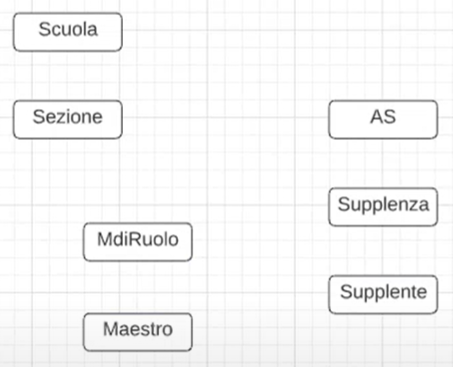 Scuola
Sezione
AS
Supplenza
MdiRuolo
Supplente
Maestro